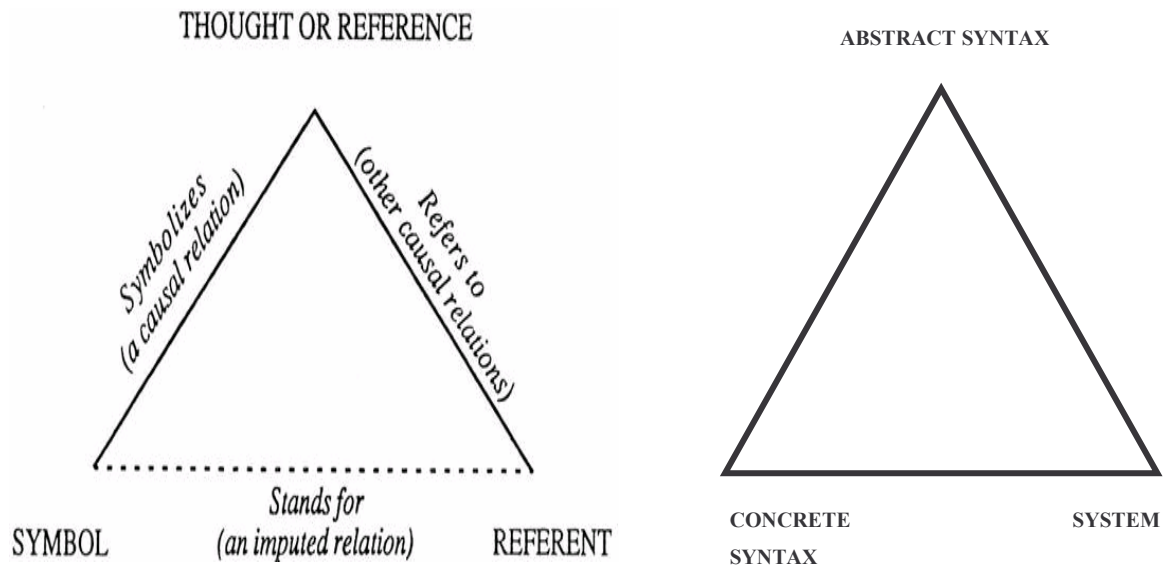 THOUGHT OR REFERENCE
Symbolizes
(a causal relation)
Refers to
(other causal relations)
Stands for
(an imputed relation)
SYMBOL
REFERENT
ABSTRACT SYNTAX
CONCRETE
SYNTAX
SYSTEM